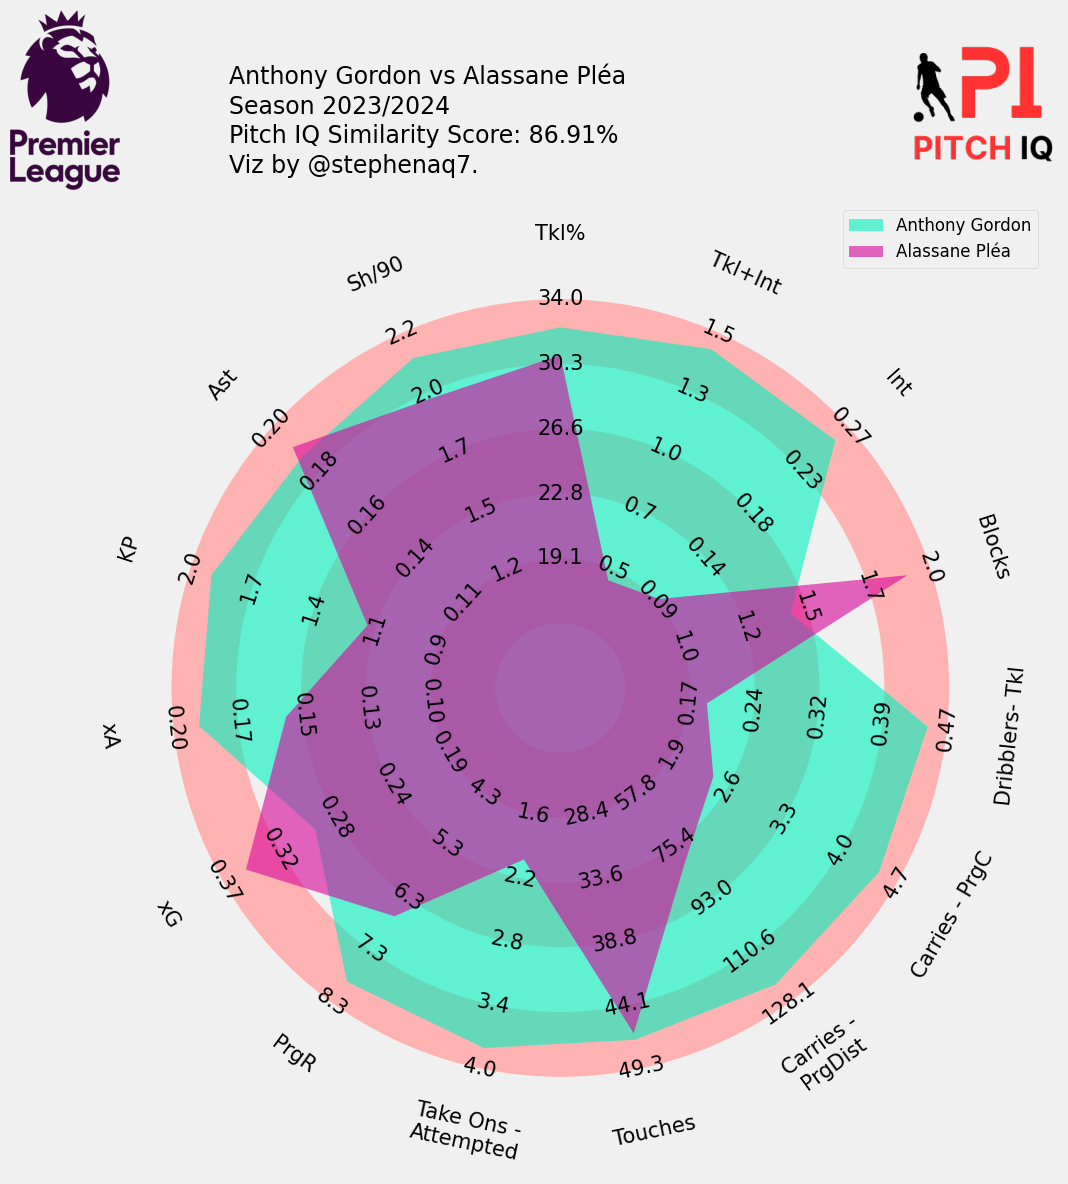 Premier
League
Anthony Gordon vs Alassane Pléa
Season 2023/2024
Pitch IQ Similarity Score: 86.91%
Viz by @stephenaq7.
PI
PITCH IQ
Anthony Gordon
Alassane Pléa
Tkl%
34.0
30.3
26.6
22.8
19.1
Tkl+Int
1.5
1.3
1.0
0.7
0.5
Int
0.27
0.23
0.18
0.14
0.09
Blocks
2.0
1.7
1.5
1.2
1.0
Dribblers- Tkl
0.47
0.39
0.32
0.24
0.17
Carries - PrgC
4.7
4.0
3.3
2.6
1.9
Carries -
PrgDist
128.1
110.6
93.0
75.4
57.8
Touches
49.3
44.1
38.8
33.6
28.4
Take Ons -
Attempted
4.0
3.4
2.8
2.2
1.6
PrgR
8.3
7.3
6.3
5.3
4.3
xG
0.37
0.32
0.28
0.24
0.19
xA
0.20
0.17
0.15
0.13
0.10
KP
2.0
1.7
1.4
1.1
0.9
Ast
0.20
0.18
0.16
0.14
0.11
Sh/90
2.2
2.0
1.7
1.5
1.2